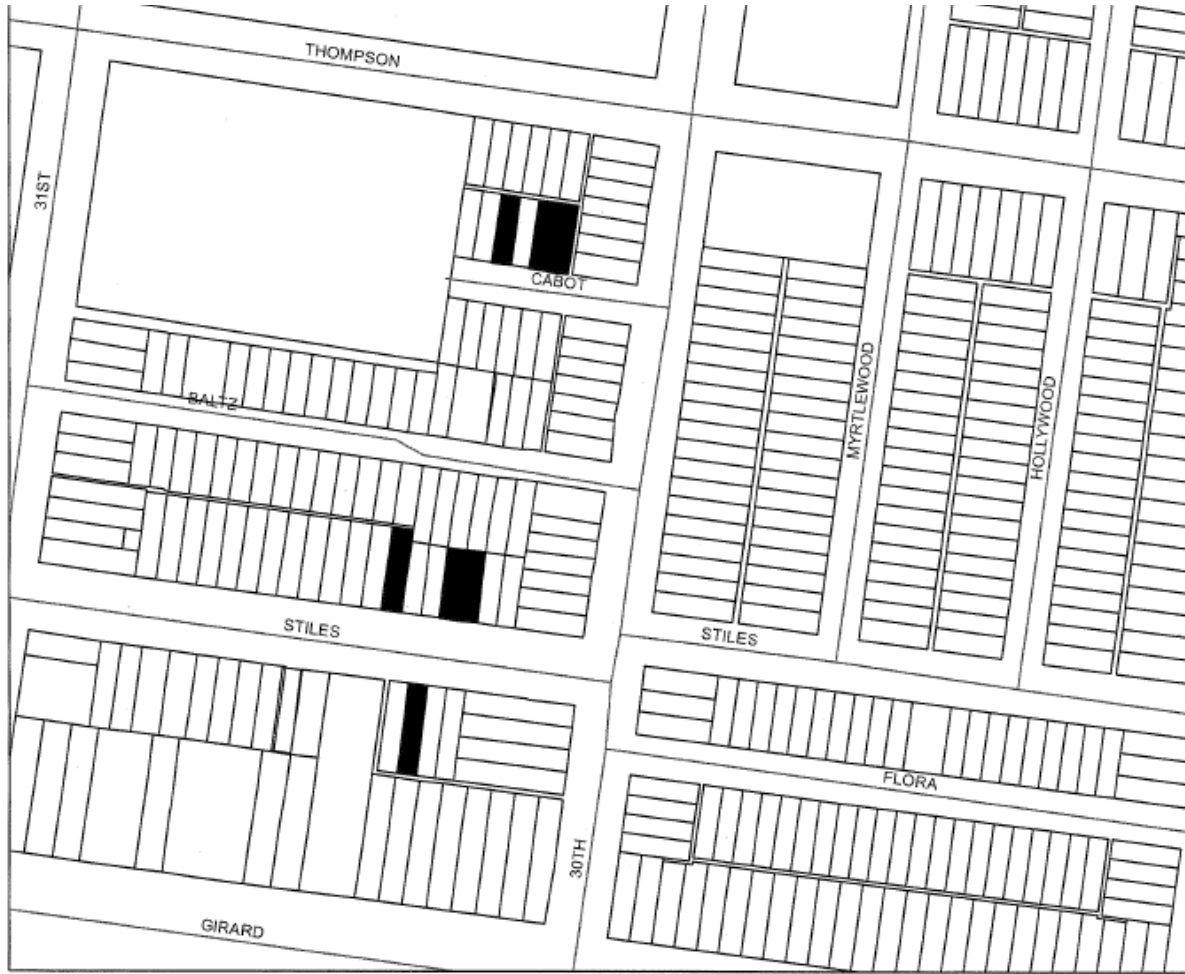 THOMPSON
31ST
CABOT
MYRTLEWOOD
HOLLYWOOD
BALTZ
STILES
STILES
FLORA
30TH
GIRARD